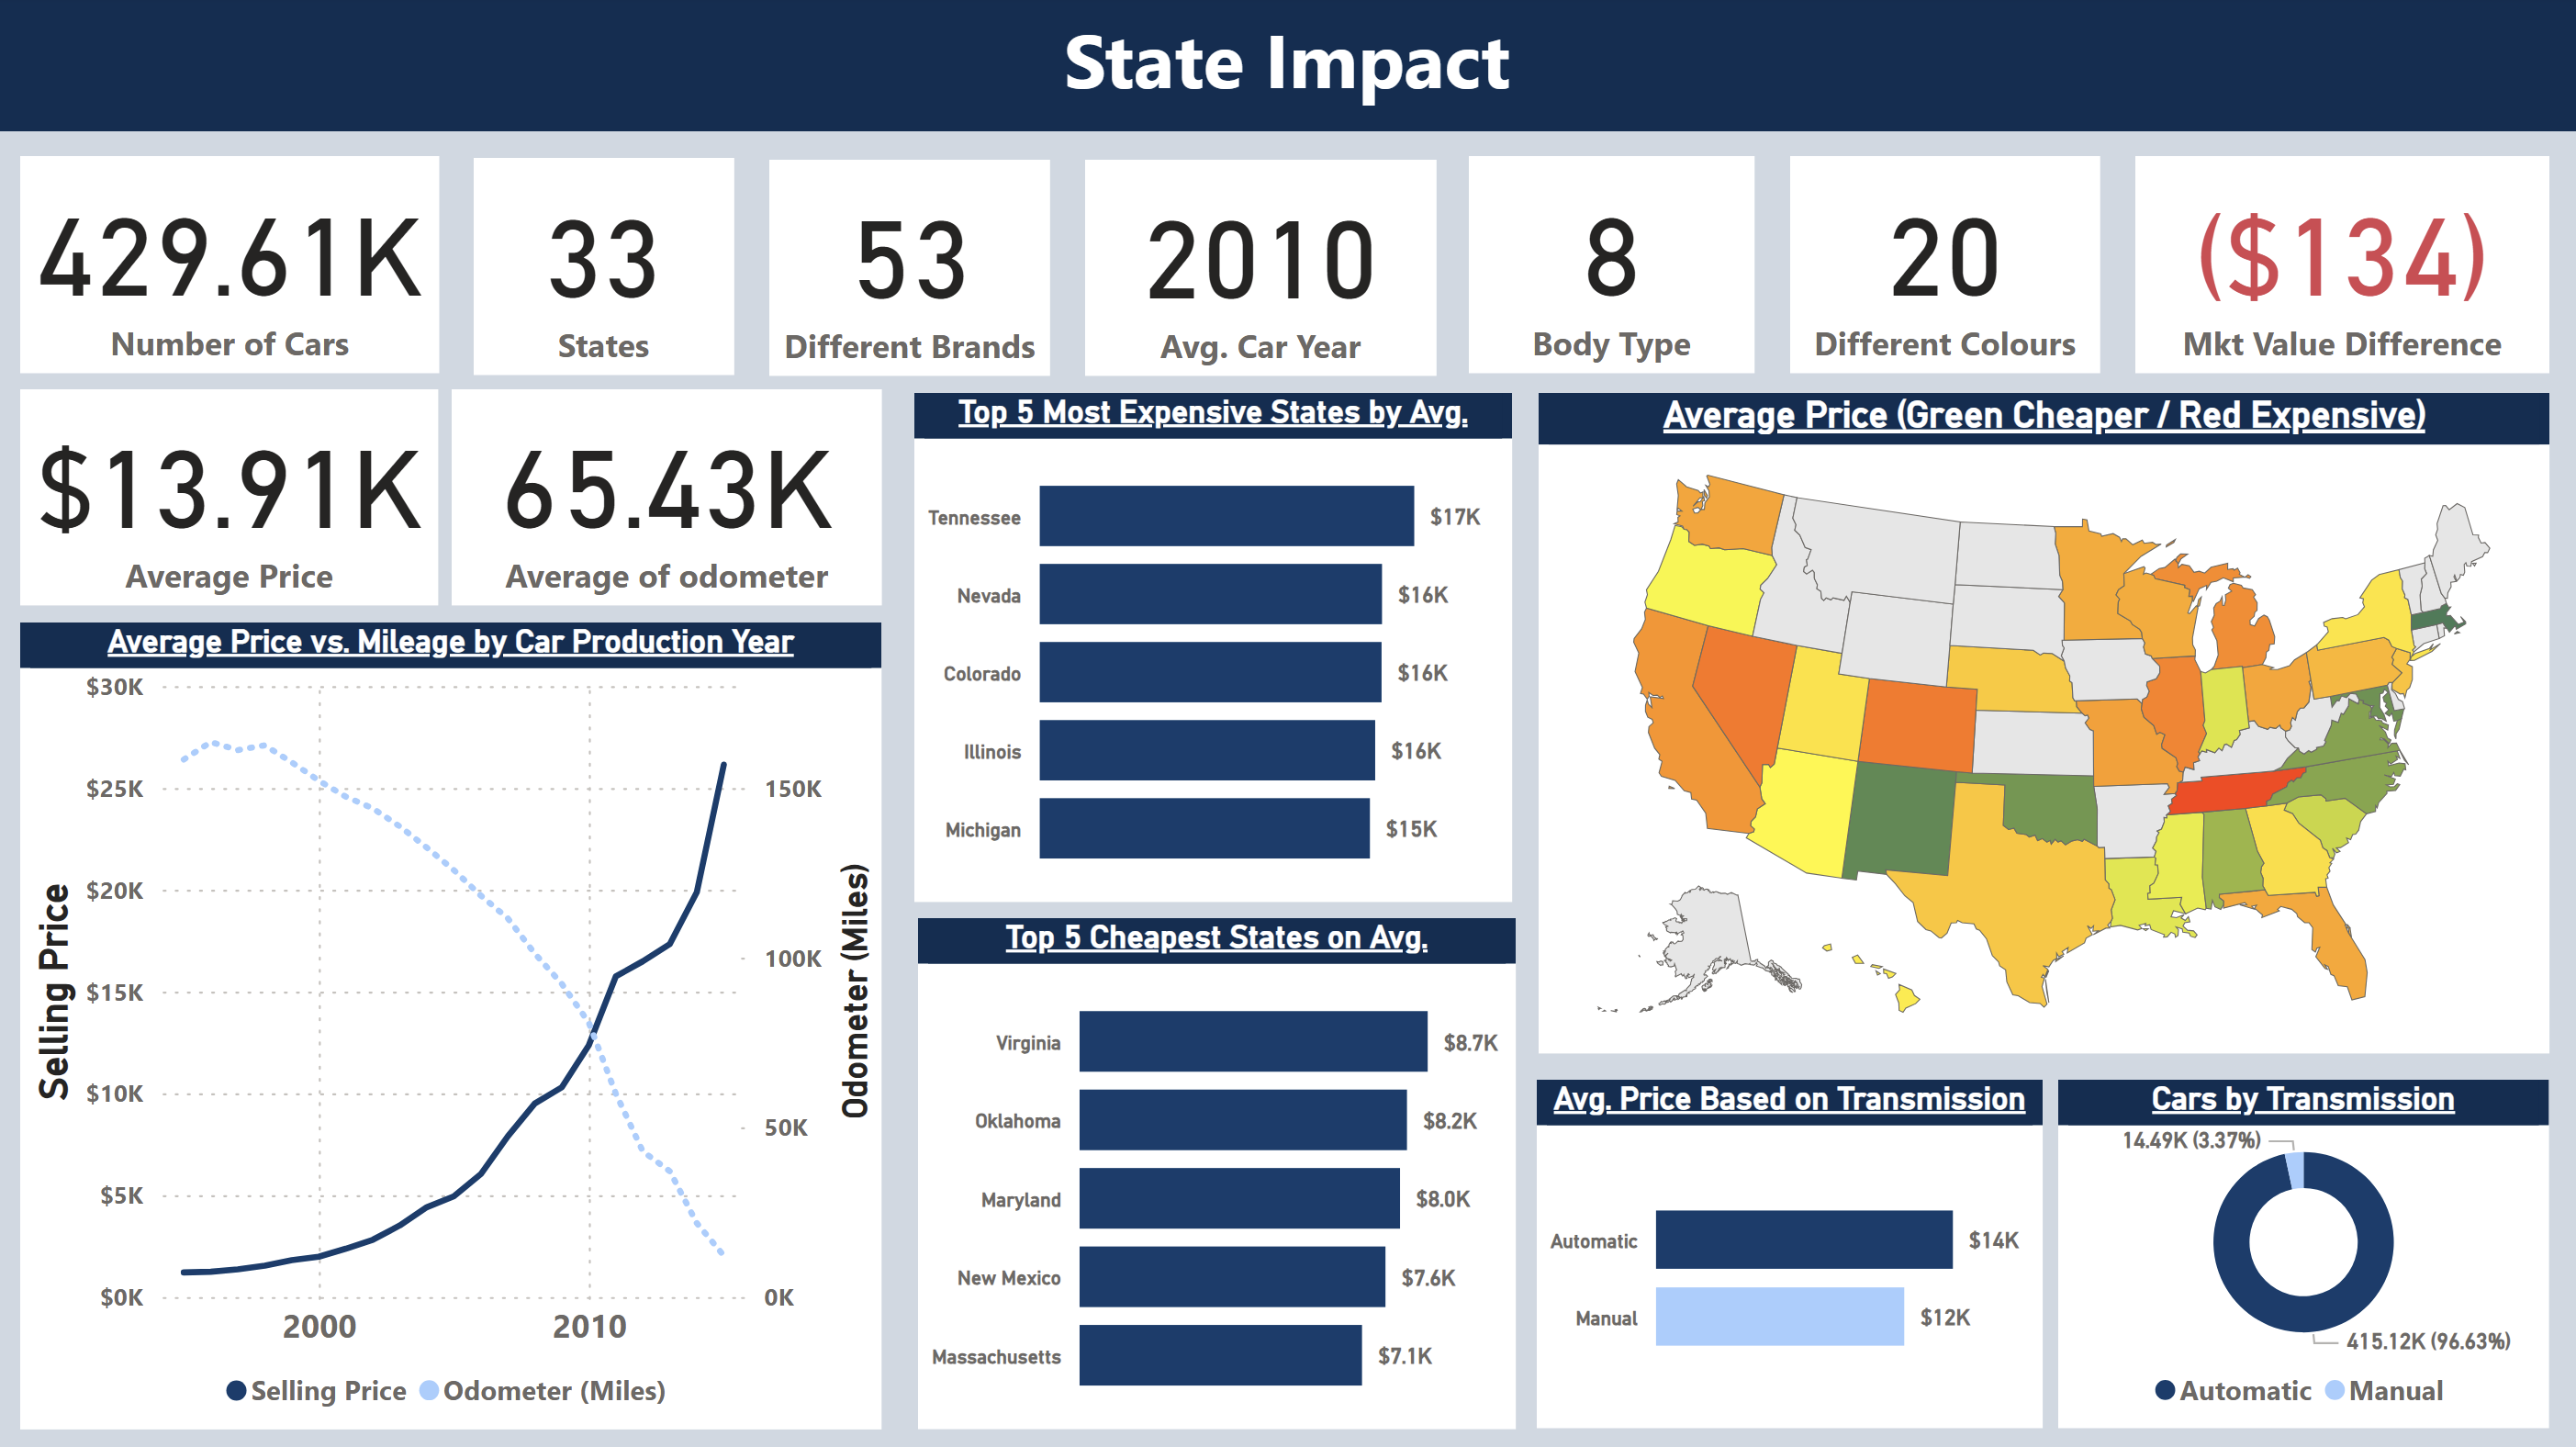 State Impact
429.61K
Number of Cars
33
States
53
Different Brands
2010
Avg. Car Year
8
Body Type
20
Different Colours
($134)
Mkt Value Difference
$13.91K
Average Price
65.43K
Average of odometer
Average Price vs. Mileage by Car Production Year
Selling Price
$30K
$25K
$20K
$15K
$10K
$5K
$0K
150K
100K
50K
0K
Odometer (Miles)
2000
2010
Selling Price
Odometer (Miles)
Top 5 Most Expensive States by Avg.
Tennessee $17K
Nevada $16K
Colorado $16K
Illinois $16K
Michigan $15K
Top 5 Cheapest States on Avg.
Virginia $8.7K
Oklahoma $8.2K
Maryland $8.0K
New Mexico $7.6K
Massachusetts $7.1K
Average Price (Green Cheaper / Red Expensive)
Avg. Price Based on Transmission
Automatic $14K
Manual $12K
Cars by Transmission
14.49K (3.37%)
415.12K (96.63%)
Automatic
Manual